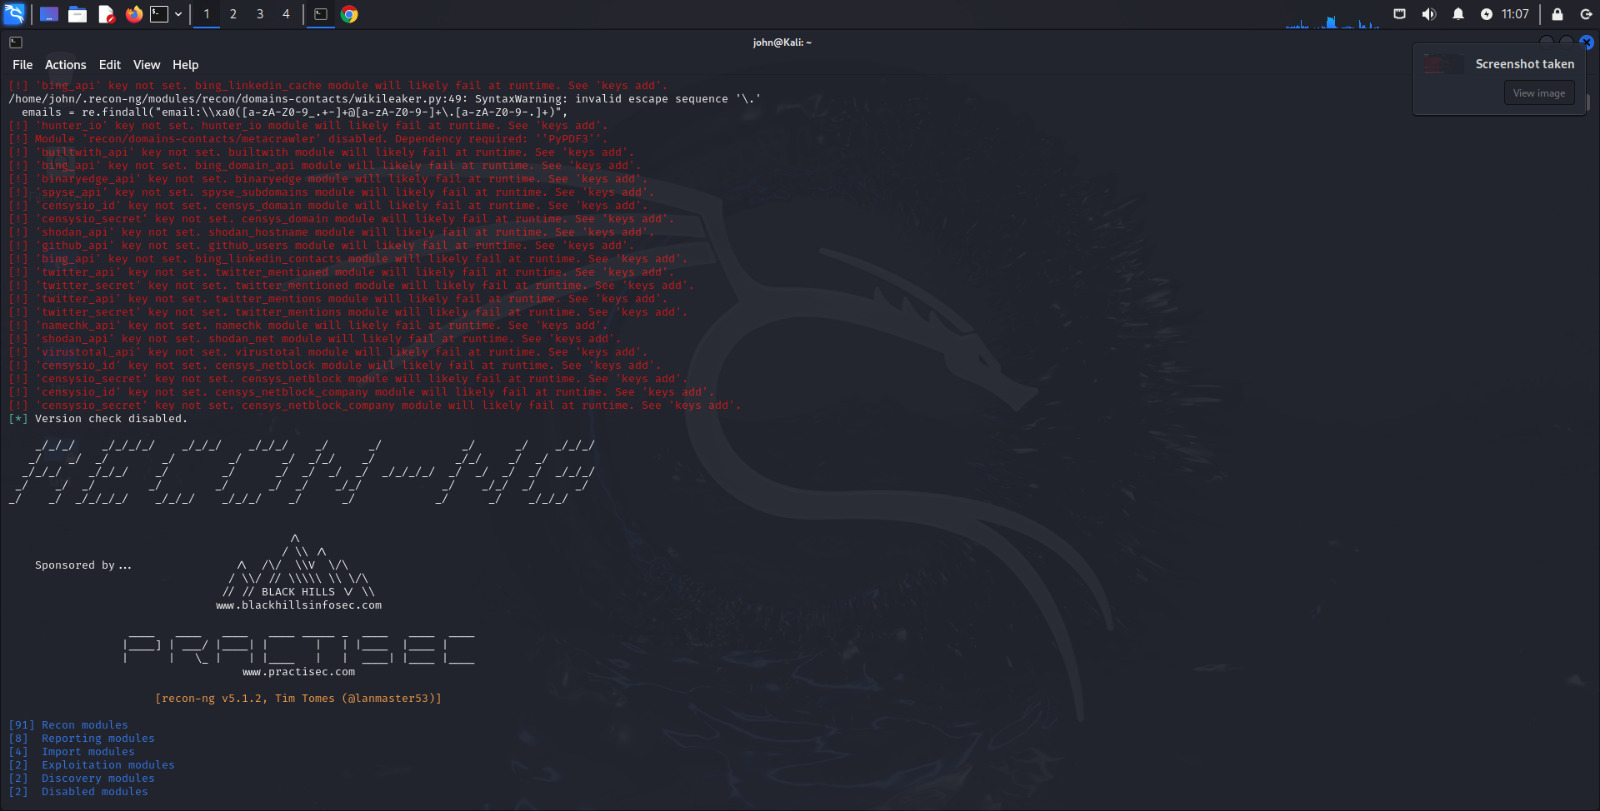 1 2 3 4
11:07
john@Kali: ~
File Actions Edit View Help
Screenshot taken
View image
[!] 'bing_api' key not set. bing_linkedin_cache module will likely fail at runtime. See 'keys add'.
/home/john/.recon-ng/modules/recon/domains-contacts/wikileaker.py:49: SyntaxWarning: invalid escape sequence '\.'
emails = re.findall("email:\\xa0([a-zA-Z0-9_.+-]+@[a-zA-Z0-9-]+\.[a-zA-Z0-9-.]+)",
[!] 'hunter_io' key not set. hunter_io module will likely fail at runtime. See 'keys add'.
[!] Module 'recon/domains-contacts/metacrawler' disabled. Dependency required: ''PyPDF3''.
[!] 'builtwith_api' key not set. builtwith module will likely fail at runtime. See 'keys add'.
[!] 'bing_api' key not set. bing_domain_api module will likely fail at runtime. See 'keys add'.
[!] 'binaryedge_api' key not set. binaryedge module will likely fail at runtime. See 'keys add'.
[!] 'spyse_api' key not set. spyse_subdomains module will likely fail at runtime. See 'keys add'.
[!] 'censysio_id' key not set. censys_domain module will likely fail at runtime. See 'keys add'.
[!] 'censysio_secret' key not set. censys_domain module will likely fail at runtime. See 'keys add'.
[!] 'shodan_api' key not set. shodan_hostname module will likely fail at runtime. See 'keys add'.
[!] 'github_api' key not set. github_users module will likely fail at runtime. See 'keys add'.
[!] 'bing_api' key not set. bing_linkedin_contacts module will likely fail at runtime. See 'keys add'.
[!] 'twitter_api' key not set. twitter_mentioned module will likely fail at runtime. See 'keys add'.
[!] 'twitter_secret' key not set. twitter_mentioned module will likely fail at runtime. See 'keys add'.
[!] 'twitter_api' key not set. twitter_mentions module will likely fail at runtime. See 'keys add'.
[!] 'twitter_secret' key not set. twitter_mentions module will likely fail at runtime. See 'keys add'.
[!] 'namechk_api' key not set. namechk module will likely fail at runtime. See 'keys add'.
[!] 'shodan_api' key not set. shodan_net module will likely fail at runtime. See 'keys add'.
[!] 'virustotal_api' key not set. virustotal module will likely fail at runtime. See 'keys add'.
[!] 'censysio_id' key not set. censys_netblock module will likely fail at runtime. See 'keys add'.
[!] 'censysio_secret' key not set. censys_netblock module will likely fail at runtime. See 'keys add'.
[!] 'censysio_id' key not set. censys_netblock_company module will likely fail at runtime. See 'keys add'.
[!] 'censysio_secret' key not set. censys_netblock_company module will likely fail at runtime. See 'keys add'.
[*] Version check disabled.
RECON-NG
Sponsored by...
BLACK HILLS
www.blackhillsinfosec.com
PRACTISEC
www.practisec.com
[recon-ng v5.1.2, Tim Tomes (@lanmaster53)]
[91] Recon modules
[8] Reporting modules
[4] Import modules
[2] Exploitation modules
[2] Discovery modules
[2] Disabled modules